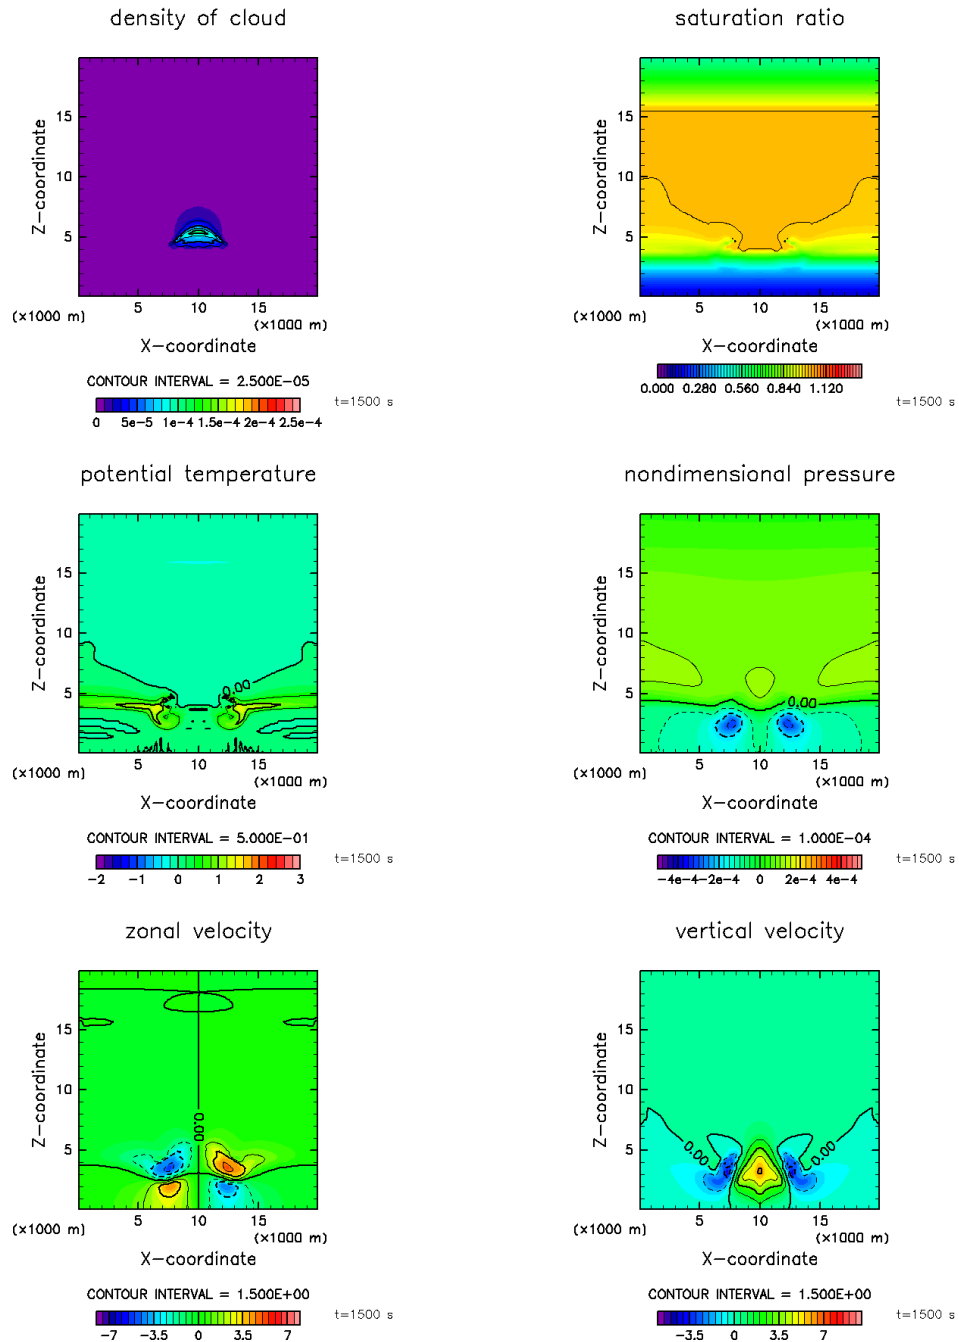 density of cloud
Z-coordinate
15
10
5
5 10 15
(×1000 m) (×1000 m)
X-coordinate
CONTOUR INTERVAL = 2.500E-05
0 5e-5 1e-4 1.5e-4 2e-4 2.5e-4
t=1500 s
saturation ratio
Z-coordinate
15
10
5
5 10 15
(×1000 m) (×1000 m)
X-coordinate
0.000 0.280 0.560 0.840 1.120
t=1500 s
potential temperature
Z-coordinate
15
10
5
0.00
5 10 15
(×1000 m) (×1000 m)
X-coordinate
CONTOUR INTERVAL = 5.000E-01
-2 -1 0 1 2 3
t=1500 s
nondimensional pressure
Z-coordinate
15
10
5
0.00
5 10 15
(×1000 m) (×1000 m)
X-coordinate
CONTOUR INTERVAL = 1.000E-04
-4e-4 -2e-4 0 2e-4 4e-4
t=1500 s
zonal velocity
Z-coordinate
15
10
5
0.00
5 10 15
(×1000 m) (×1000 m)
X-coordinate
CONTOUR INTERVAL = 1.500E+00
-7 -3.5 0 3.5 7
t=1500 s
vertical velocity
Z-coordinate
15
10
5
0.00 0.00
5 10 15
(×1000 m) (×1000 m)
X-coordinate
CONTOUR INTERVAL = 1.500E+00
-3.5 0 3.5 7
t=1500 s